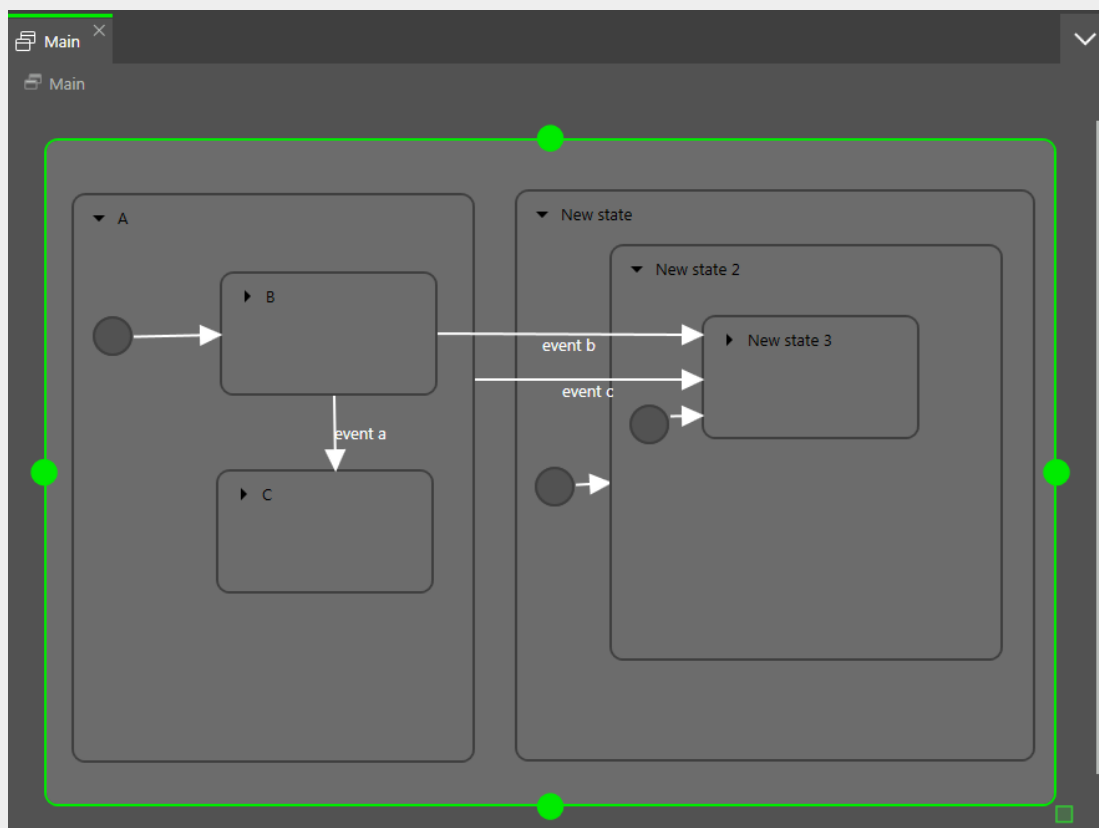 Main
Main
A
New state
New state 2
B
New state 3
event b
event c
event a
C